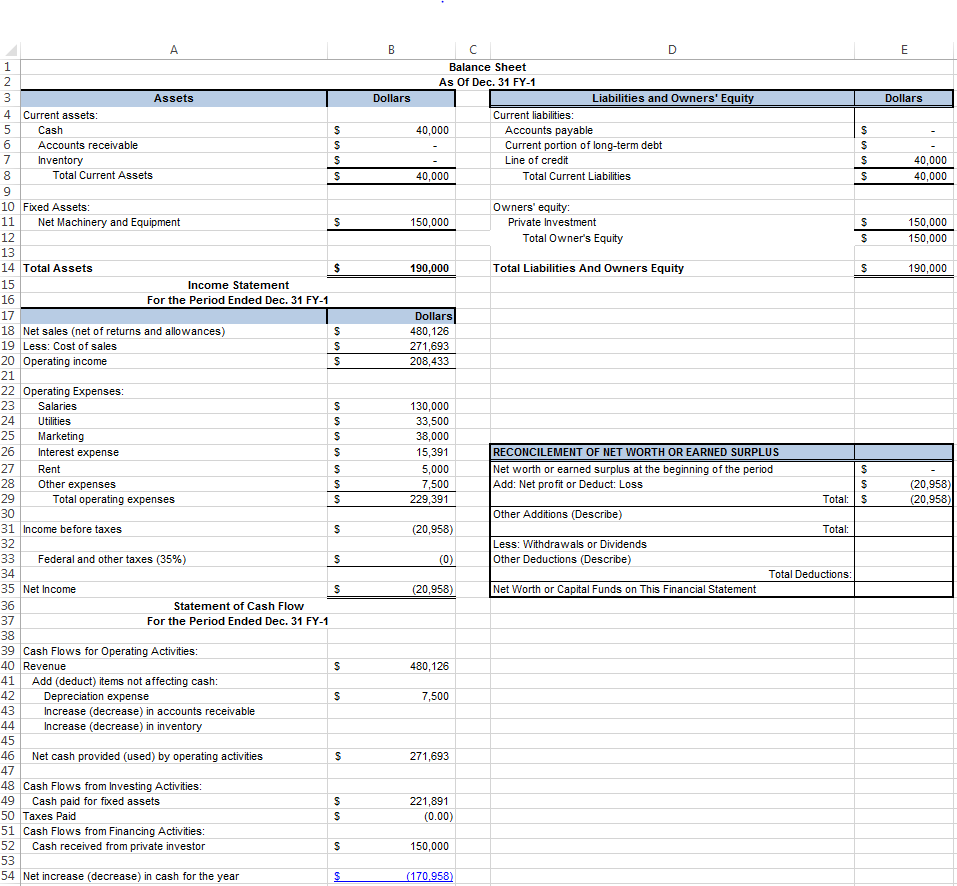 A B C D E
1 Balance Sheet
2 As Of Dec. 31 FY-1
3 Assets Dollars Liabilities and Owners' Equity Dollars
4 Current assets: Current liabilities:
5 Cash $ 40,000 Accounts payable $ -
6 Accounts receivable $ - Current portion of long-term debt $ -
7 Inventory $ - Line of credit $ 40,000
8 Total Current Assets $ 40,000 Total Current Liabilities $ 40,000
9
10 Fixed Assets: Owners' equity:
11 Net Machinery and Equipment $ 150,000 Private Investment $ 150,000
12 Total Owner's Equity $ 150,000
13
14 Total Assets $ 190,000 Total Liabilities And Owners Equity $ 190,000
15 Income Statement
16 For the Period Ended Dec. 31 FY-1
17 Dollars
18 Net sales (net of returns and allowances) $ 480,126
19 Less: Cost of sales $ 271,693
20 Operating income $ 208,433
21
22 Operating Expenses:
23 Salaries $ 130,000
24 Utilities $ 33,500
25 Marketing $ 38,000
26 Interest expense $ 15,391 RECONCILEMENT OF NET WORTH OR EARNED SURPLUS
27 Rent $ 5,000 Net worth or earned surplus at the beginning of the period $ -
28 Other expenses $ 7,500 Add: Net profit or Deduct: Loss $ (20,958)
29 Total operating expenses $ 229,391 Total: $ (20,958)
30 Other Additions (Describe)
31 Income before taxes $ (20,958) Total:
32 Less: Withdrawals or Dividends
33 Federal and other taxes (35%) $ (0) Other Deductions (Describe)
34 Total Deductions:
35 Net Income $ (20,958) Net Worth or Capital Funds on This Financial Statement
36 Statement of Cash Flow
37 For the Period Ended Dec. 31 FY-1
38
39 Cash Flows for Operating Activities:
40 Revenue $ 480,126
41 Add (deduct) items not affecting cash:
42 Depreciation expense $ 7,500
43 Increase (decrease) in accounts receivable
44 Increase (decrease) in inventory
45
46 Net cash provided (used) by operating activities $ 271,693
47
48 Cash Flows from Investing Activities:
49 Cash paid for fixed assets $ 221,891
50 Taxes Paid $ (0.00)
51 Cash Flows from Financing Activities:
52 Cash received from private investor $ 150,000
53
54 Net increase (decrease) in cash for the year $ (170,958)